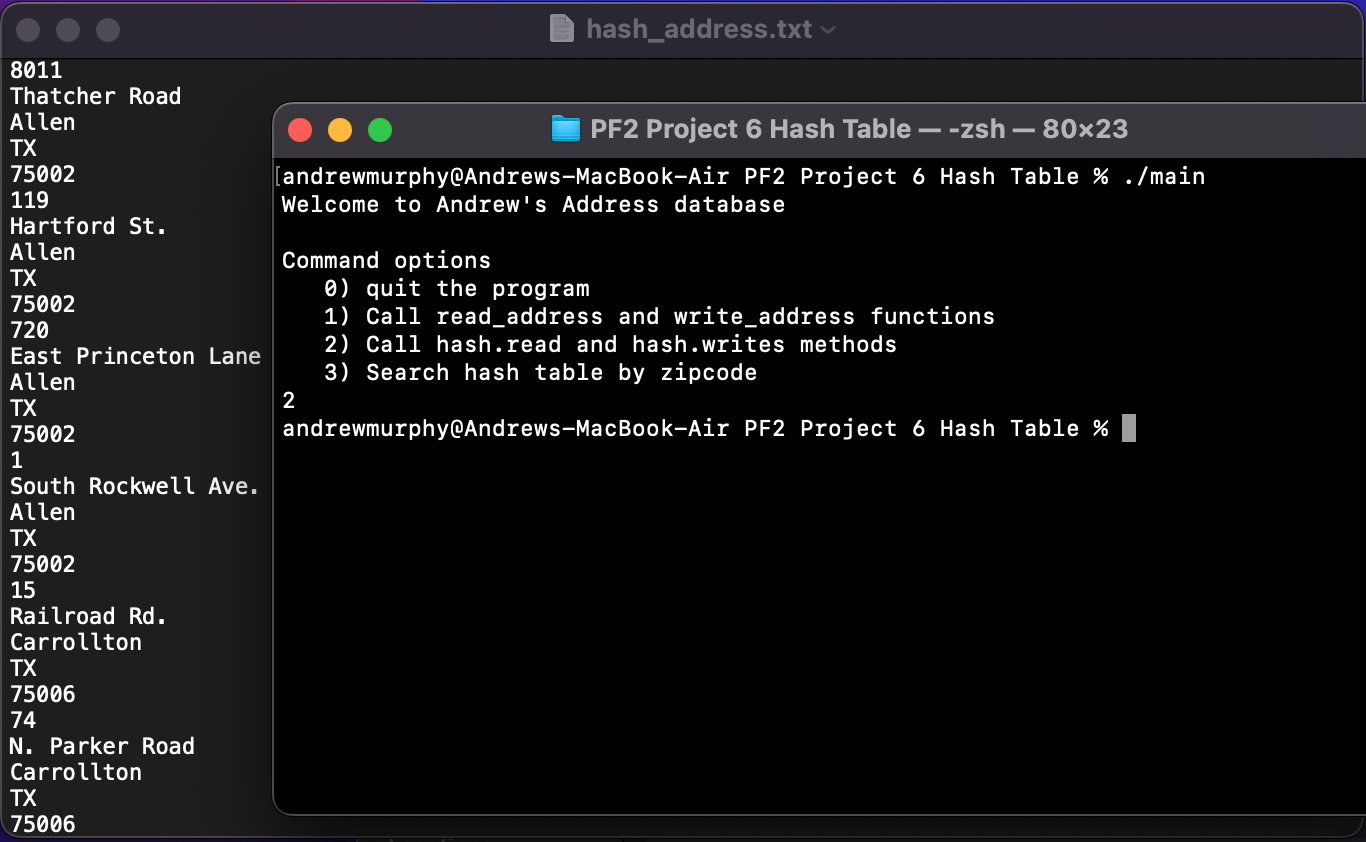 hash_address.txt
8011
Thatcher Road
Allen
TX
75002
119
Hartford St.
Allen
TX
75002
720
East Princeton Lane
Allen
TX
75002
1
South Rockwell Ave.
Allen
TX
75002
15
Railroad Rd.
Carrollton
TX
75006
74
N. Parker Road
Carrollton
TX
75006
PF2 Project 6 Hash Table — -zsh — 80×23
[andrewmurphy@Andrews-MacBook-Air PF2 Project 6 Hash Table % ./main
Welcome to Andrew's Address database
Command options
0) quit the program
1) Call read_address and write_address functions
2) Call hash.read and hash.writes methods
3) Search hash table by zipcode
2
andrewmurphy@Andrews-MacBook-Air PF2 Project 6 Hash Table %